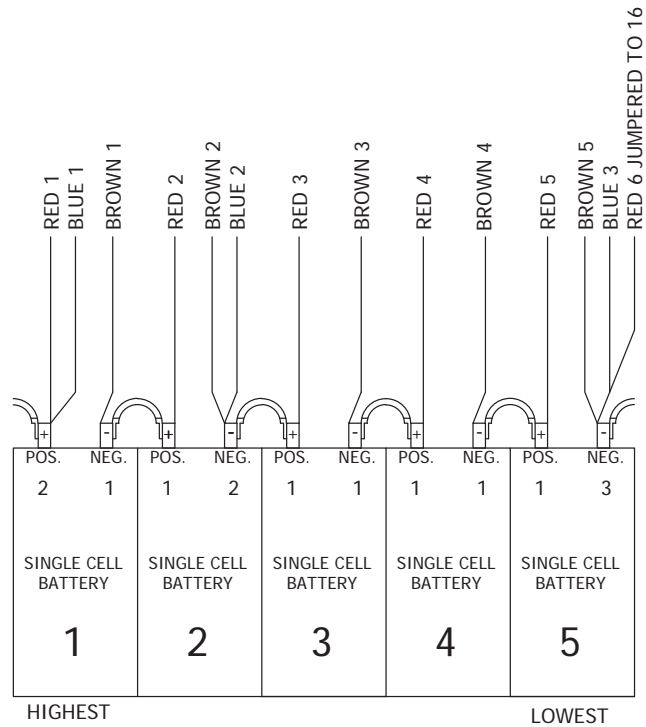 RED 1
BLUE 1
BROWN 1
RED 2
BROWN 2
BLUE 2
RED 3
BROWN 3
RED 4
BROWN 4
RED 5
BROWN 5
BLUE 3
RED 6 JUMPERED TO 16
+ - + - + - + - + -
POS. NEG. POS. NEG. POS. NEG. POS. NEG. POS. NEG.
2 1 1 2 1 1 1 1 1 3
SINGLE CELL SINGLE CELL SINGLE CELL SINGLE CELL SINGLE CELL
BATTERY BATTERY BATTERY BATTERY BATTERY
1 2 3 4 5
HIGHEST LOWEST